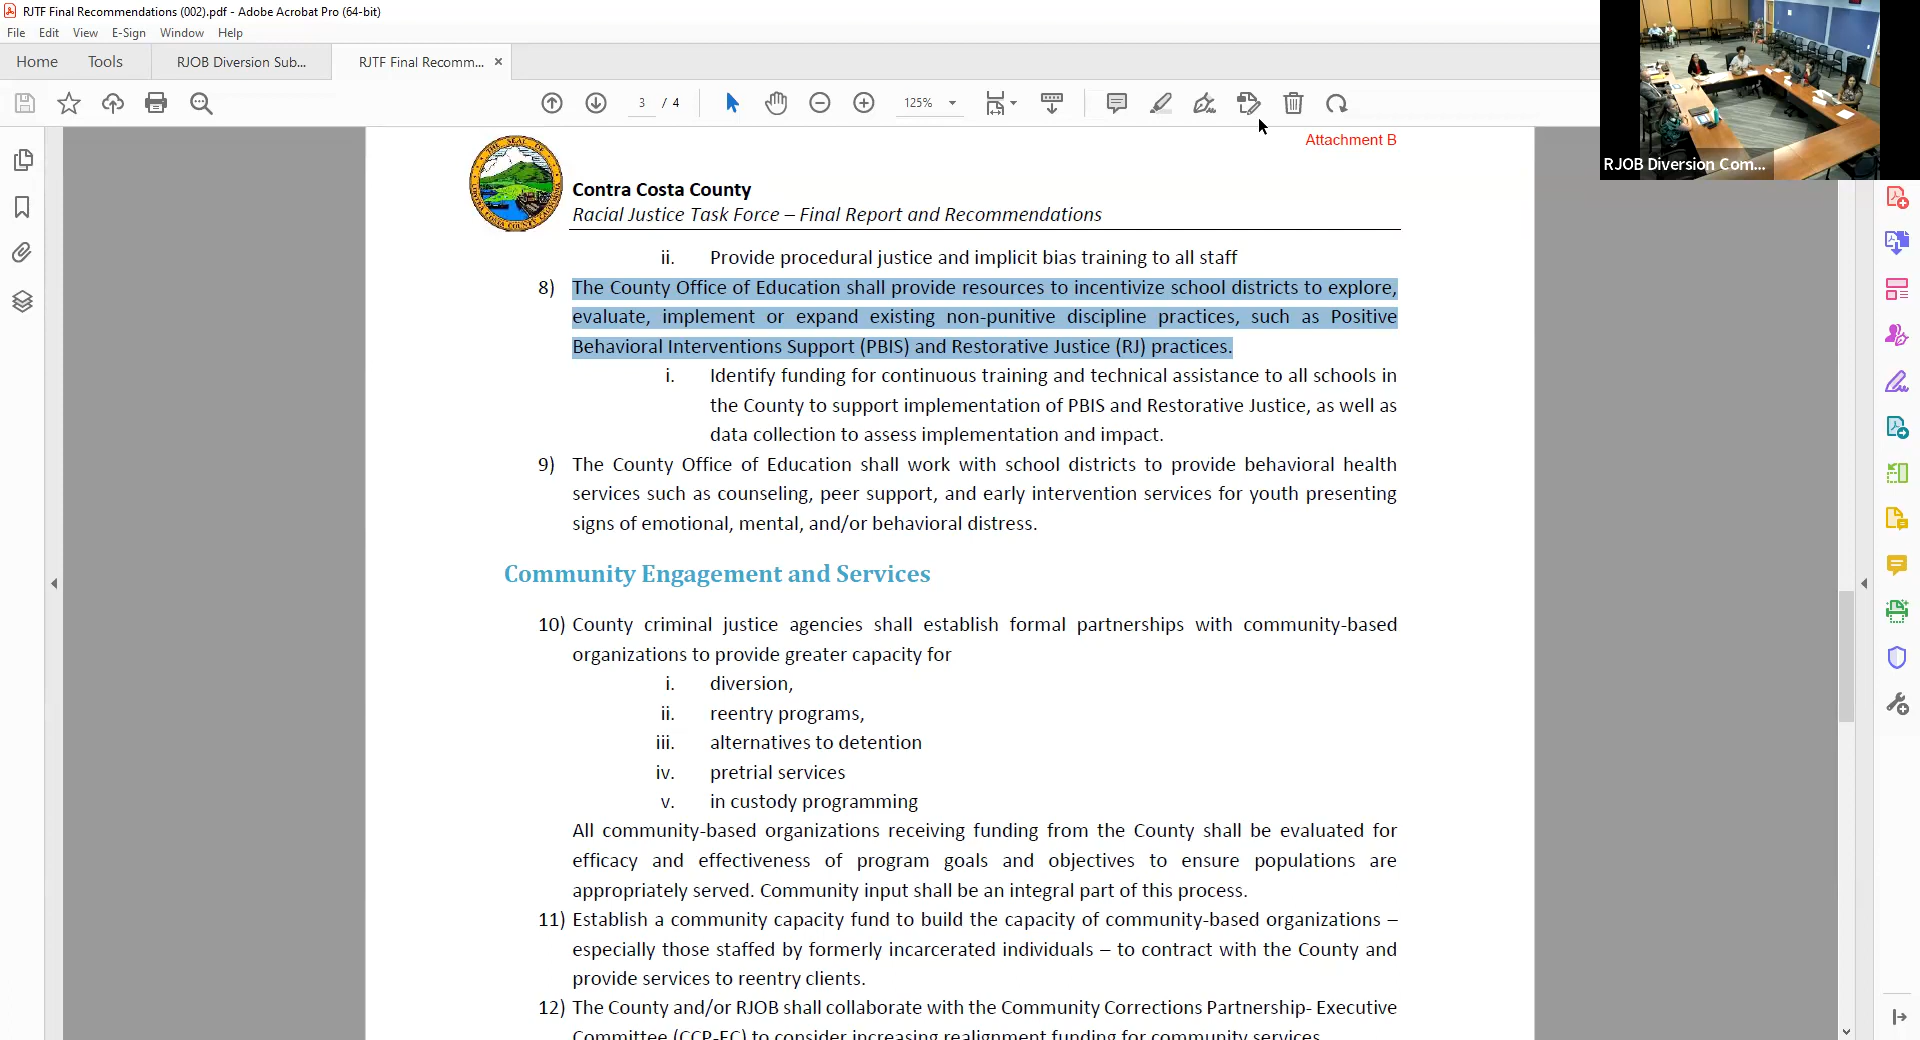 RJTF Final Recommendations (002).pdf - Adobe Acrobat Pro (64-bit)
File Edit View E-Sign Window Help
Home Tools RJOB Diversion Sub... RJTF Final Recomm... ×
3 / 4 125%
RJOB Diversion Com...
Attachment B
Contra Costa County
Racial Justice Task Force – Final Report and Recommendations
ii. Provide procedural justice and implicit bias training to all staff
8) The County Office of Education shall provide resources to incentivize school districts to explore,
evaluate, implement or expand existing non-punitive discipline practices, such as Positive
Behavioral Interventions Support (PBIS) and Restorative Justice (RJ) practices.
i. Identify funding for continuous training and technical assistance to all schools in
the County to support implementation of PBIS and Restorative Justice, as well as
data collection to assess implementation and impact.
9) The County Office of Education shall work with school districts to provide behavioral health
services such as counseling, peer support, and early intervention services for youth presenting
signs of emotional, mental, and/or behavioral distress.
Community Engagement and Services
10) County criminal justice agencies shall establish formal partnerships with community-based
organizations to provide greater capacity for
i. diversion,
ii. reentry programs,
iii. alternatives to detention
iv. pretrial services
v. in custody programming
All community-based organizations receiving funding from the County shall be evaluated for
efficacy and effectiveness of program goals and objectives to ensure populations are
appropriately served. Community input shall be an integral part of this process.
11) Establish a community capacity fund to build the capacity of community-based organizations –
especially those staffed by formerly incarcerated individuals – to contract with the County and
provide services to reentry clients.
12) The County and/or RJOB shall collaborate with the Community Corrections Partnership- Executive
Committee (CCP-EC) to consider increasing realignment funding for community services